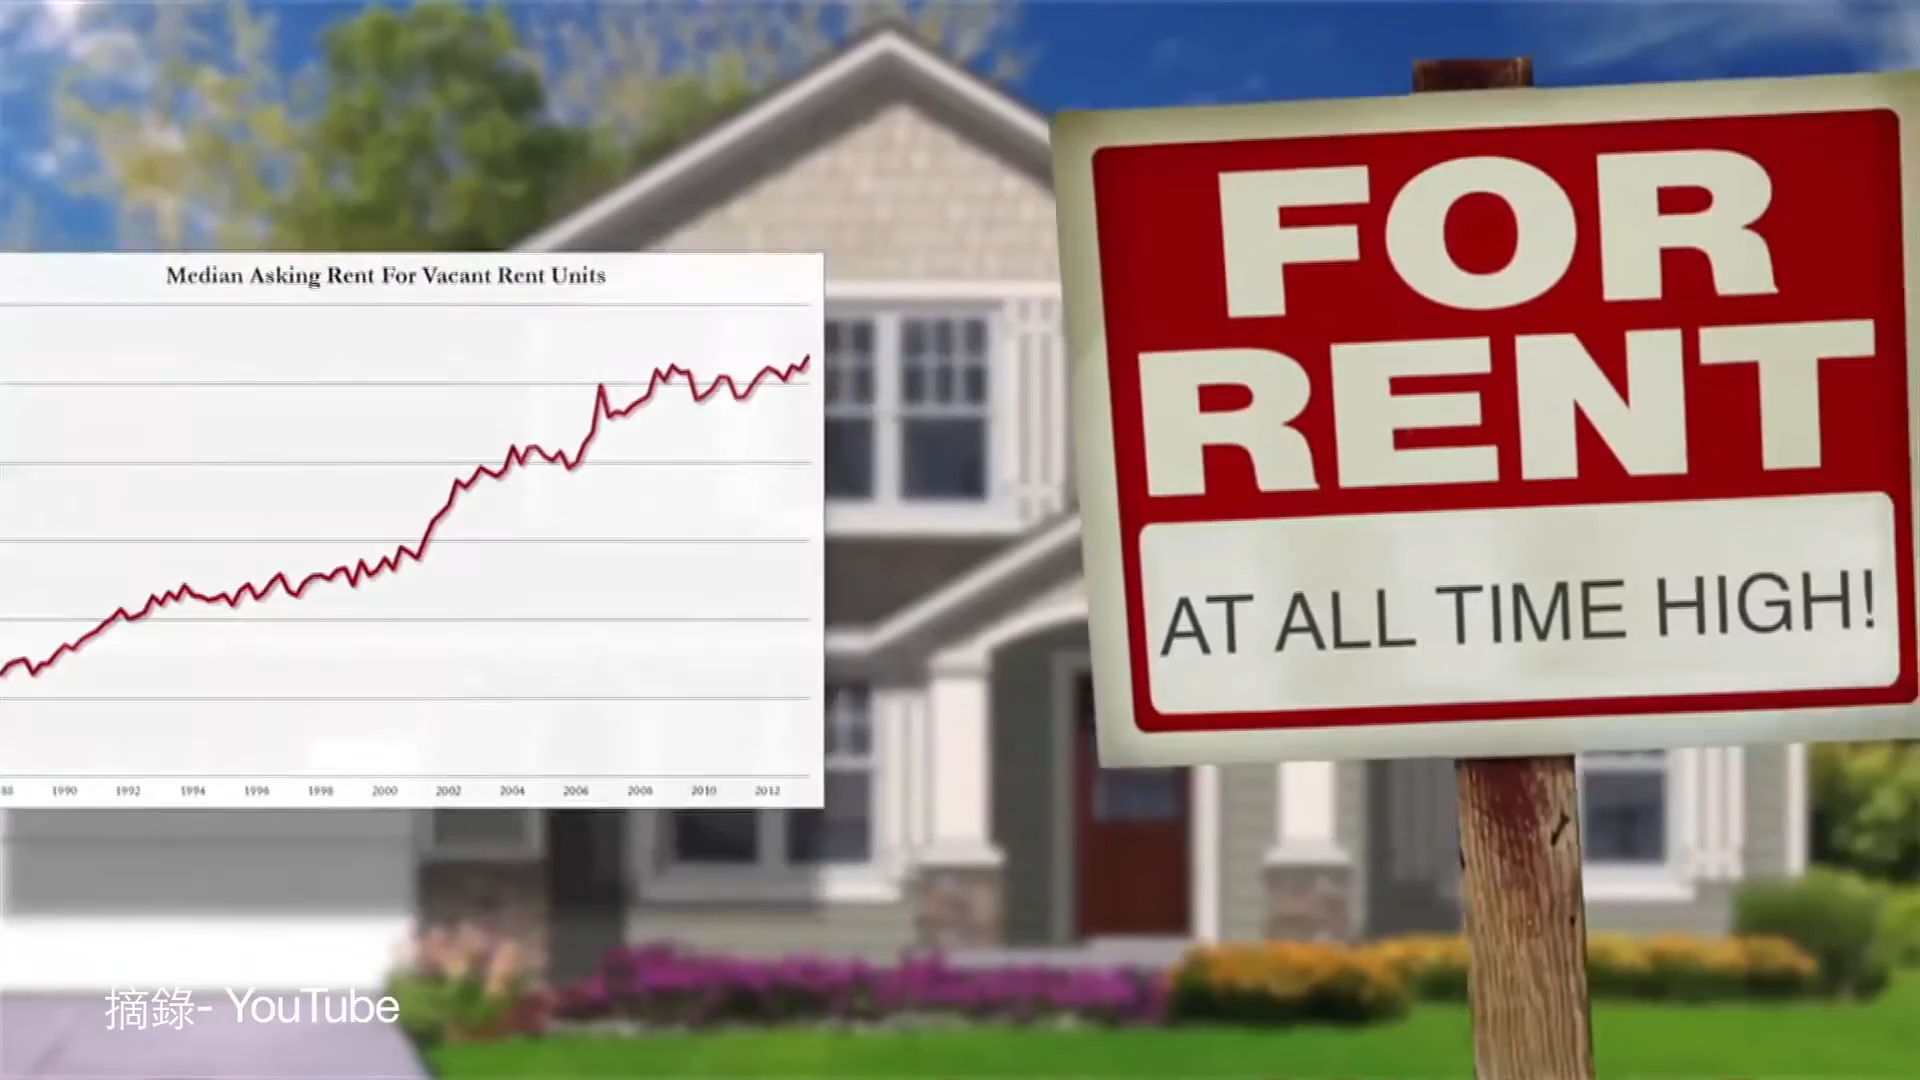 Median Asking Rent For Vacant Rent Units
88 1990 1992 1994 1996 1998 2000 2002 2004 2006 2008 2010 2012
FOR
RENT
AT ALL TIME HIGH!
摘錄- YouTube